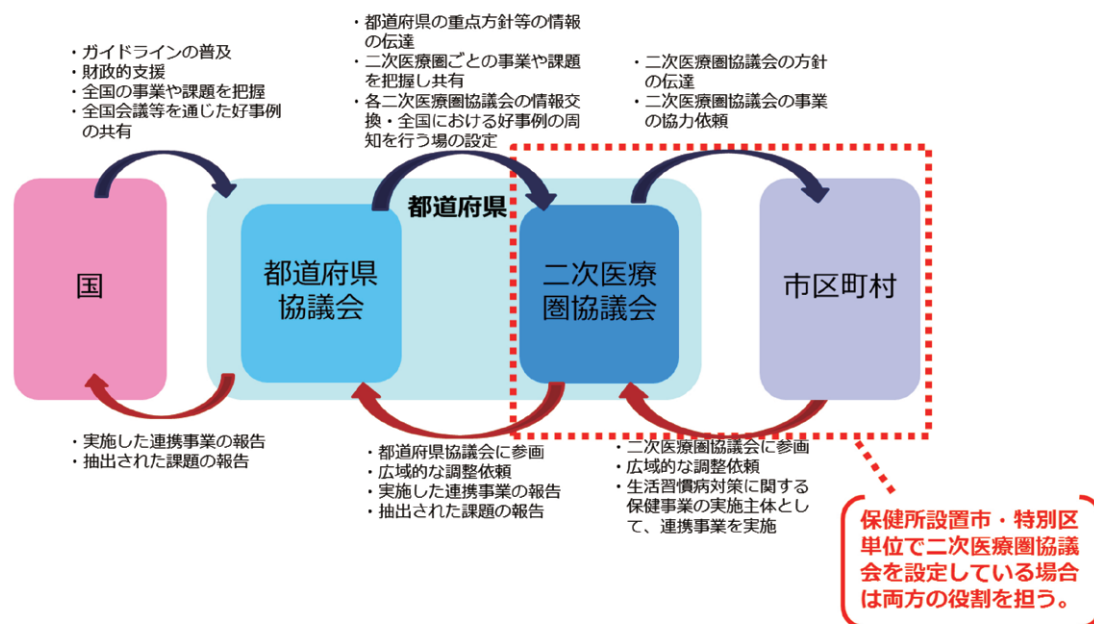 ・ガイドラインの普及
・財政的支援
・全国の事業や課題を把握
・全国会議等を通じた好事例
の共有
・都道府県の重点方針等の情報
の伝達
・二次医療圏ごとの事業や課題
を把握し共有
・各二次医療圏協議会の情報交
換・全国における好事例の周
知を行う場の設定
・二次医療圏協議会の方針
の伝達
・二次医療圏協議会の事業
の協力依頼
都道府県
国
都道府県
協議会
二次医療
圏協議会
市区町村
・実施した連携事業の報告
・抽出された課題の報告
・都道府県協議会に参画
・広域的な調整依頼
・実施した連携事業の報告
・抽出された課題の報告
・二次医療圏協議会に参画
・広域的な調整依頼
・生活習慣病対策に関する
保健事業の実施主体とし
て、連携事業を実施
保健所設置市・特別区
単位で二次医療圏協議
会を設定している場合
は両方の役割を担う。